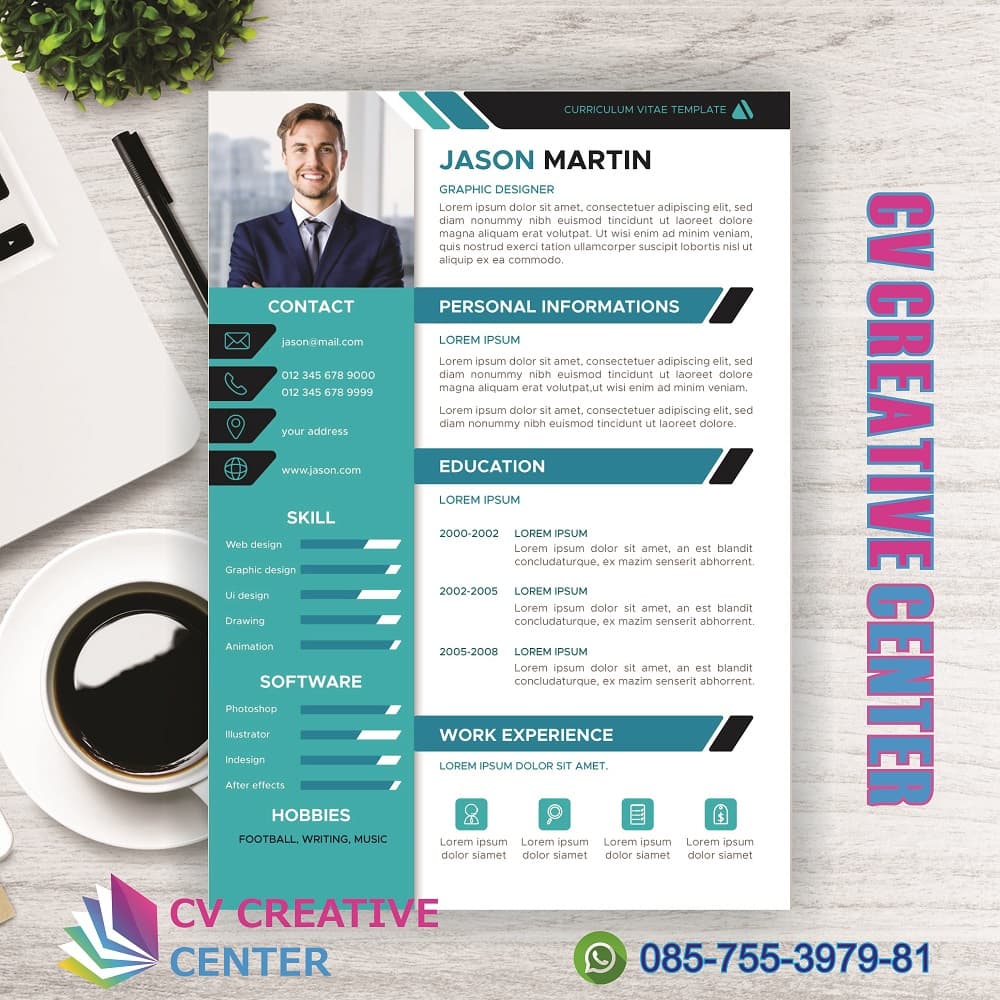 CURRICULUM VITAE TEMPLATE
JASON MARTIN
GRAPHIC DESIGNER
Lorem ipsum dolor sit amet, consectetuer adipiscing elit, sed
diam nonummy nibh euismod tincidunt ut laoreet dolore
magna aliquam erat volutpat. Ut wisi enim ad minim veniam,
quis nostrud exerci tation ullamcorper suscipit lobortis nisl ut
aliquip ex ea commodo.
CONTACT
jason@mail.com
012 345 678 9000
012 345 678 9999
your address
www.jason.com
SKILL
Web design
Graphic design
Ui design
Drawing
Animation
SOFTWARE
Photoshop
Illustrator
Indesign
After effects
HOBBIES
FOOTBALL, WRITING, MUSIC
PERSONAL INFORMATIONS
LOREM IPSUM
Lorem ipsum dolor sit amet, consectetuer adipiscing elit, sed
diam nonummy nibh euismod tincidunt ut laoreet dolore
magna aliquam erat volutpat,ut wisi enim ad minim veniam.
Lorem ipsum dolor sit amet, consectetuer adipiscing elit, sed
diam nonummy nibh euismod tincidunt ut laoreet dolore.
EDUCATION
LOREM IPSUM
2000-2002 LOREM IPSUM
Lorem ipsum dolor sit amet, an est blandit
concludaturque, ex mazim senserit abhorrent.
2002-2005 LOREM IPSUM
Lorem ipsum dolor sit amet, an est blandit
concludaturque, ex mazim senserit abhorrent.
2005-2008 LOREM IPSUM
Lorem ipsum dolor sit amet, an est blandit
concludaturque, ex mazim senserit abhorrent.
WORK EXPERIENCE
LOREM IPSUM DOLOR SIT AMET.
Lorem ipsum
dolor siamet
Lorem ipsum
dolor siamet
Lorem ipsum
dolor siamet
Lorem ipsum
dolor siamet
CV CREATIVE CENTER
CV CREATIVE
CENTER
085-755-3979-81